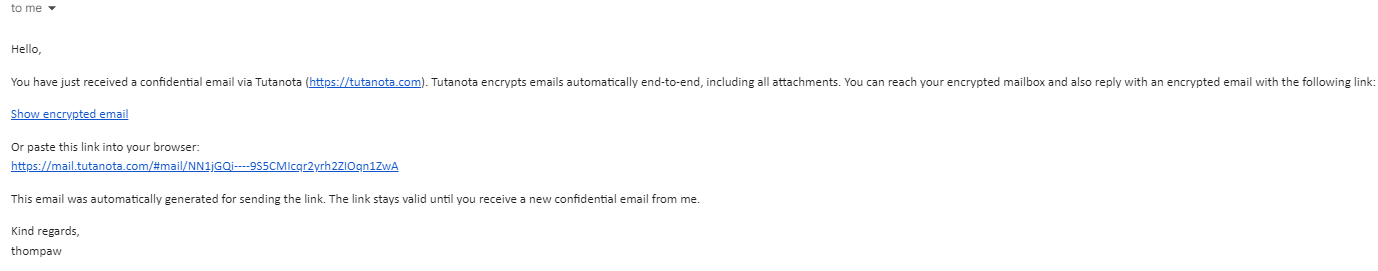 to me
Hello,
You have just received a confidential email via Tutanota (https://tutanota.com). Tutanota encrypts emails automatically end-to-end, including all attachments. You can reach your encrypted mailbox and also reply with an encrypted email with the following link:
Show encrypted email
Or paste this link into your browser:
https://mail.tutanota.com/#mail/NN1jGQi----9S5CMIcqr2yrh2ZIOqn1ZwA
This email was automatically generated for sending the link. The link stays valid until you receive a new confidential email from me.
Kind regards,
thompaw